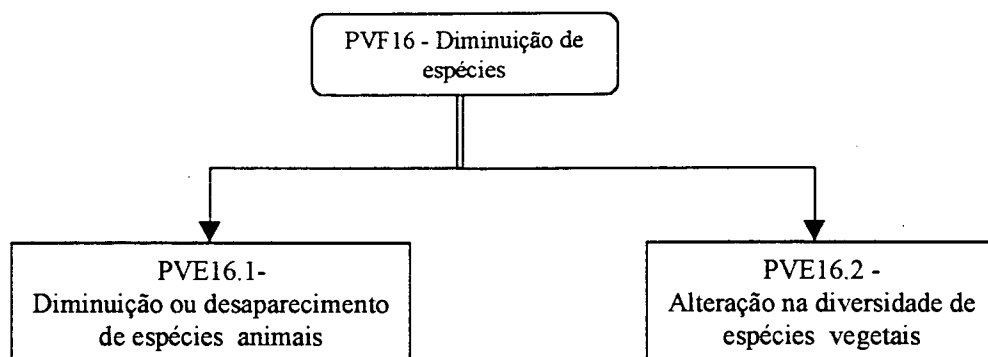 PVF16 - Diminuição de
espécies
PVE16.1-
Diminuição ou desaparecimento
de espécies animais
PVE16.2 -
Alteração na diversidade de
espécies vegetais